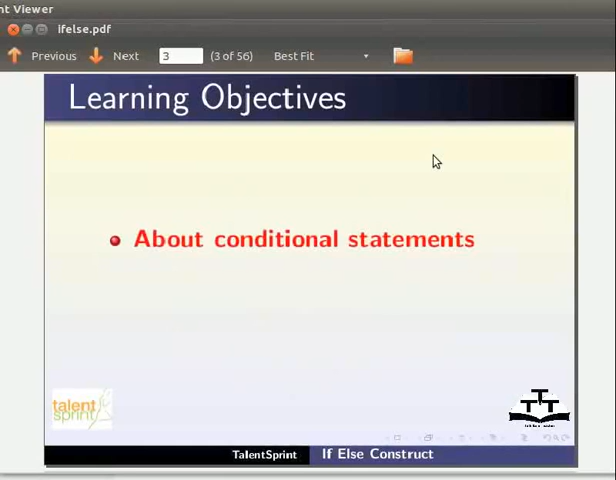 nt Viewer
ifelse.pdf
Previous Next 3 (3 of 56) Best Fit
Learning Objectives
About conditional statements
talent
sprint
TTT
TalentSprint If Else Construct